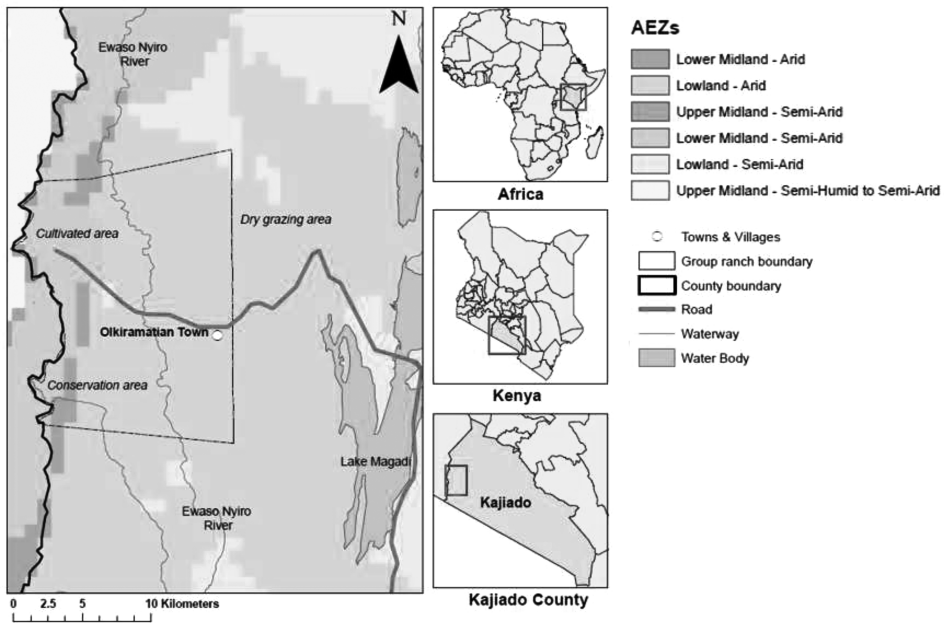 N
Ewaso Nyiro
River
Cultivated area
Dry grazing area
Olkiramatian Town
Conservation area
Lake Magadi
Ewaso Nyiro
River
0 2.5 5 10 Kilometers
Africa
Kenya
Kajiado
Kajiado County
AEZs
Lower Midland - Arid
Lowland - Arid
Upper Midland - Semi-Arid
Lower Midland - Semi-Arid
Lowland - Semi-Arid
Upper Midland - Semi-Humid to Semi-Arid
Towns & Villages
Group ranch boundary
County boundary
Road
Waterway
Water Body